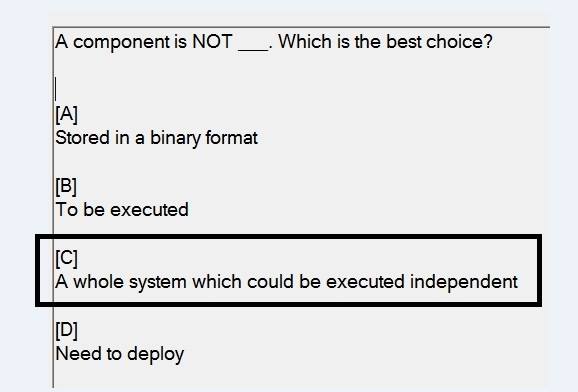 A component is NOT ___. Which is the best choice?
[A]
Stored in a binary format
[B]
To be executed
[C]
A whole system which could be executed independent
[D]
Need to deploy